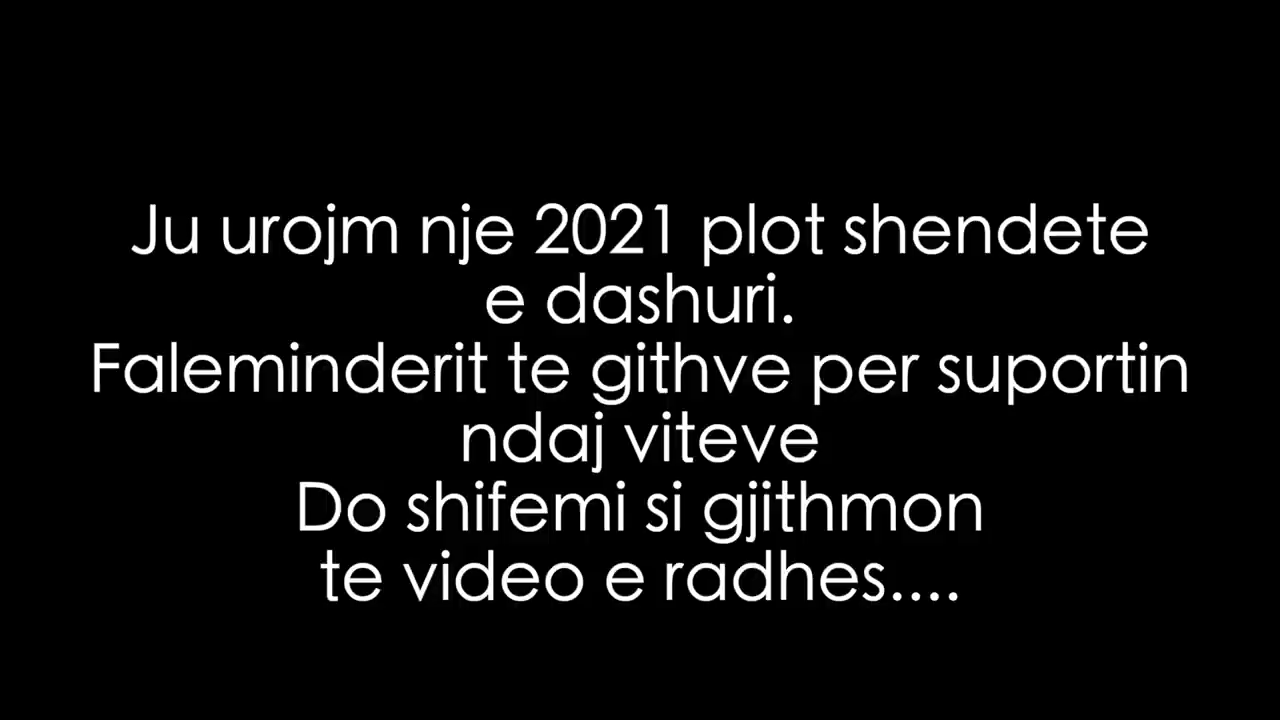 Ju urojm nje 2021 plot shendete
e dashuri.
Faleminderit te githve per suportin
ndaj viteve
Do shifemi si gjithmon
te video e radhes....